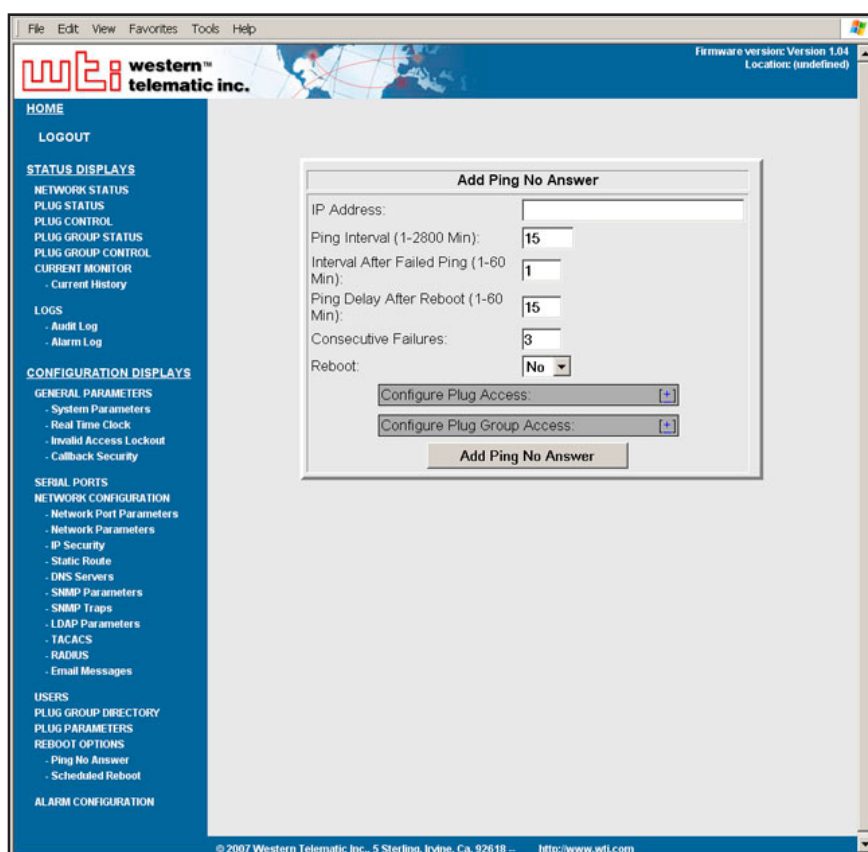 File Edit View Favorites Tools Help
wti western™
telematic inc.
Firmware version: Version 1.04
Location: (undefined)
HOME
LOGOUT
STATUS DISPLAYS
NETWORK STATUS
PLUG STATUS
PLUG CONTROL
PLUG GROUP STATUS
PLUG GROUP CONTROL
CURRENT MONITOR
- Current History
LOGS
- Audit Log
- Alarm Log
CONFIGURATION DISPLAYS
GENERAL PARAMETERS
- System Parameters
- Real Time Clock
- Invalid Access Lockout
- Callback Security
SERIAL PORTS
NETWORK CONFIGURATION
- Network Port Parameters
- Network Parameters
- IP Security
- Static Route
- DNS Servers
- SNMP Parameters
- SNMP Traps
- LDAP Parameters
- TACACS
- RADIUS
- Email Messages
USERS
PLUG GROUP DIRECTORY
PLUG PARAMETERS
REBOOT OPTIONS
- Ping No Answer
- Scheduled Reboot
ALARM CONFIGURATION
Add Ping No Answer
IP Address:
Ping Interval (1-2800 Min): 15
Interval After Failed Ping (1-60
Min): 1
Ping Delay After Reboot (1-60
Min): 15
Consecutive Failures: 3
Reboot: No
Configure Plug Access: [+]
Configure Plug Group Access: [+]
Add Ping No Answer
© 2007 Western Telematic Inc., 5 Sterling, Irvine, Ca. 92618 -- http://www.wti.com